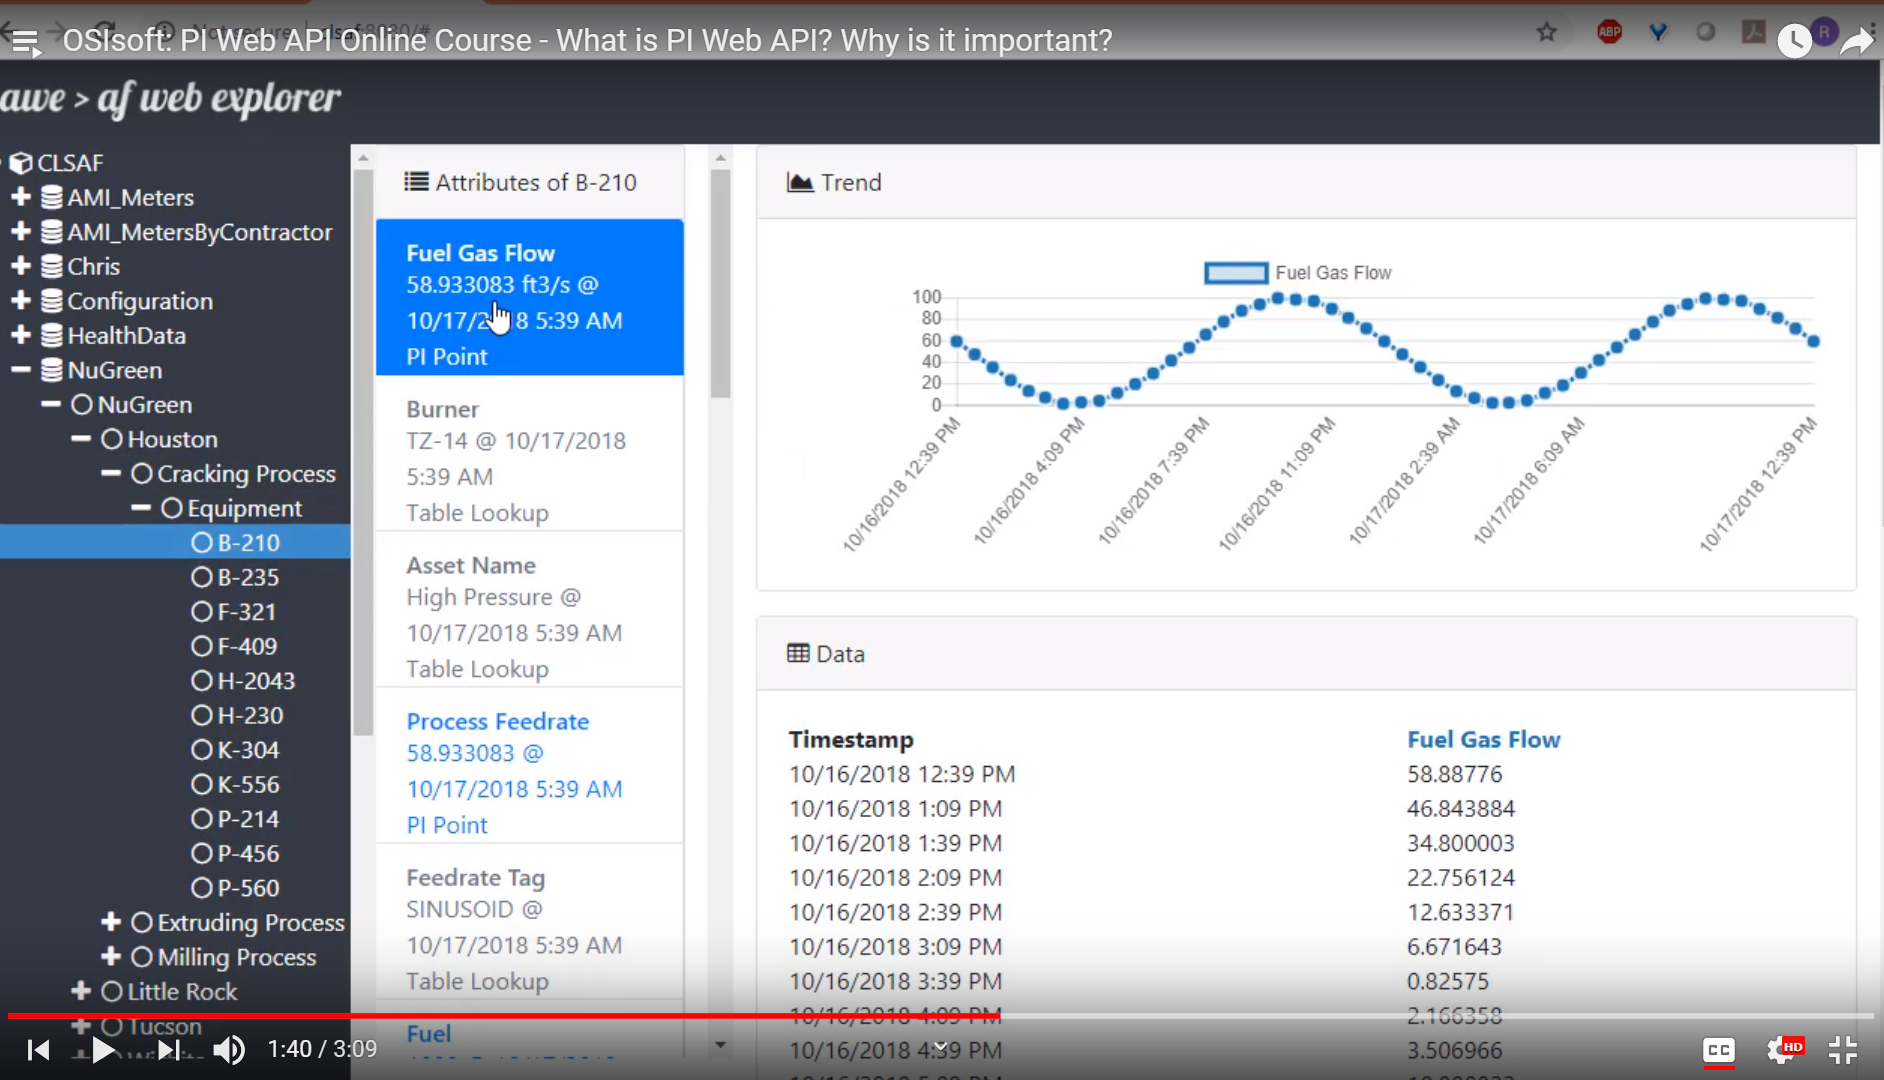 OSIsoft: PI Web API Online Course - What is PI Web API? Why is it important?
ABP
R
awe > af web explorer
CLSAF
AMI_Meters
AMI_MetersByContractor
Chris
Configuration
HealthData
NuGreen
NuGreen
Houston
Cracking Process
Equipment
B-210
B-235
F-321
F-409
H-2043
H-230
K-304
K-556
P-214
P-456
P-560
Extruding Process
Milling Process
Little Rock
Tucson
Attributes of B-210
Fuel Gas Flow
58.933083 ft3/s @
10/17/2018 5:39 AM
PI Point
Burner
TZ-14 @ 10/17/2018
5:39 AM
Table Lookup
Asset Name
High Pressure @
10/17/2018 5:39 AM
Table Lookup
Process Feedrate
58.933083 @
10/17/2018 5:39 AM
PI Point
Feedrate Tag
SINUSOID @
10/17/2018 5:39 AM
Table Lookup
Fuel
Trend
Fuel Gas Flow
100
80
60
40
20
0
10/16/2018 12:39 PM
10/16/2018 4:09 PM
10/16/2018 7:39 PM
10/16/2018 11:09 PM
10/17/2018 2:39 AM
10/17/2018 6:09 AM
10/17/2018 12:39 PM
Data
Timestamp Fuel Gas Flow
10/16/2018 12:39 PM 58.88776
10/16/2018 1:09 PM 46.843884
10/16/2018 1:39 PM 34.800003
10/16/2018 2:09 PM 22.756124
10/16/2018 2:39 PM 12.633371
10/16/2018 3:09 PM 6.671643
10/16/2018 3:39 PM 0.82575
10/16/2018 4:09 PM 2.166358
10/16/2018 4:39 PM 3.506966
1:40 / 3:09
CC
HD